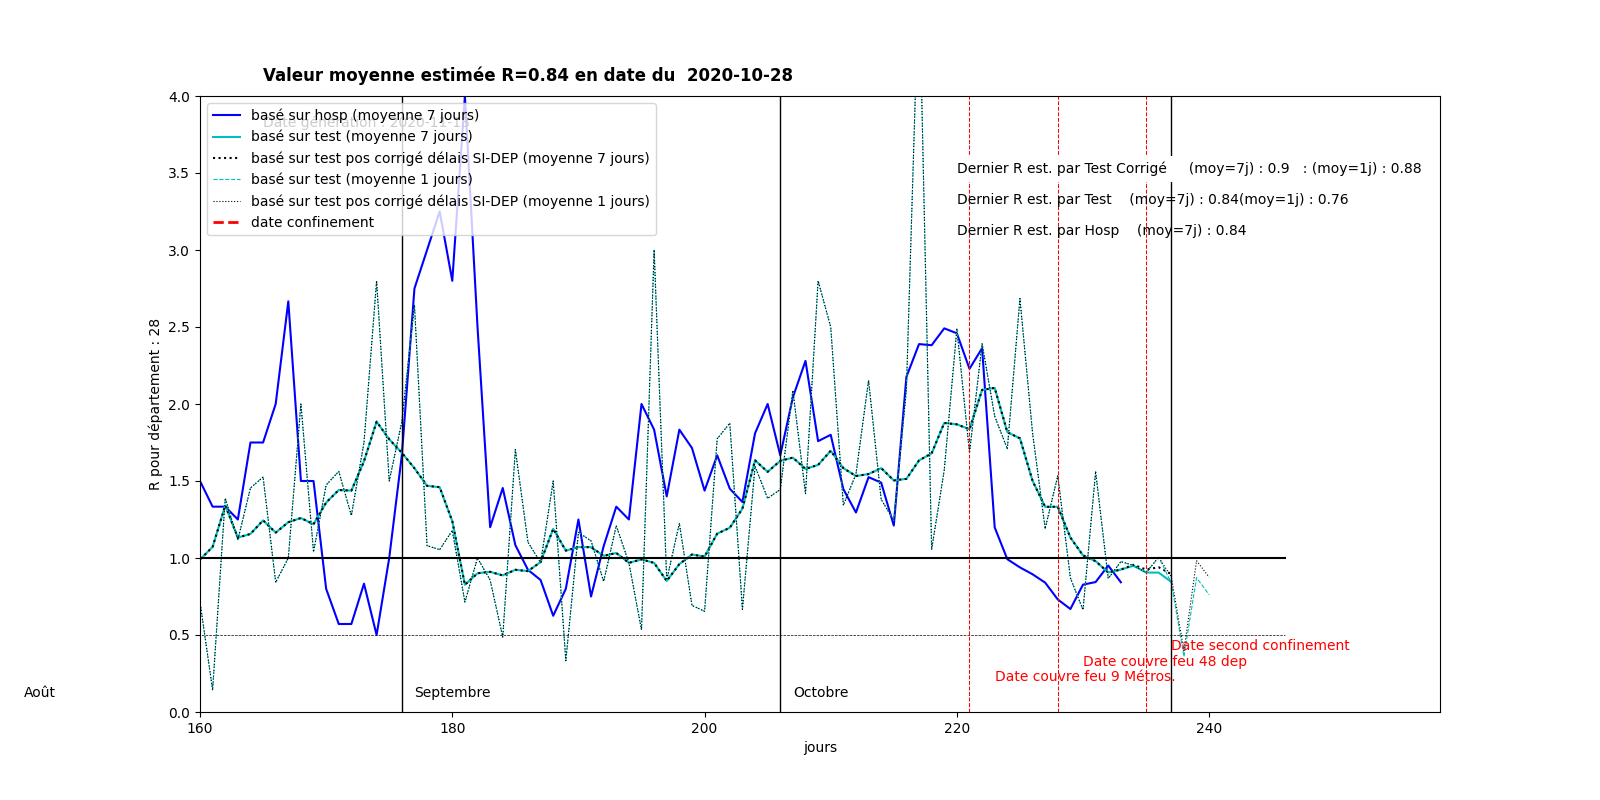 Valeur moyenne estimée R=0.84 en date du  2020-10-28
4.0
3.5
3.0
2.5
2.0
1.5
1.0
0.5
0.0
R pour département : 28
basé sur hosp (moyenne 7 jours)
Date génération : 2020-11-
basé sur test (moyenne 7 jours)
basé sur test pos corrigé délais SI-DEP (moyenne 7 jours)
basé sur test (moyenne 1 jours)
basé sur test pos corrigé délais SI-DEP (moyenne 1 jours)
date confinement
Dernier R est. par Test Corrigé (moy=7j) : 0.9 : (moy=1j) : 0.88
Dernier R est. par Test (moy=7j) : 0.84(moy=1j) : 0.76
Dernier R est. par Hosp (moy=7j) : 0.84
Date second confinement
Date couvre feu 48 dep
Date couvre feu 9 Métros.
Août
Septembre
Octobre
160
180
200
220
240
jours